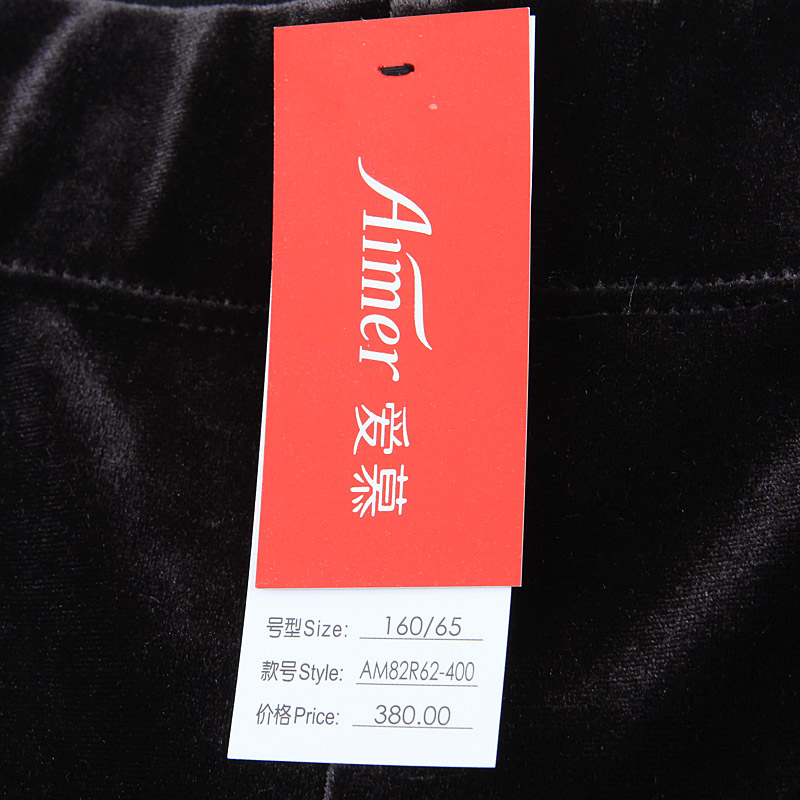 Aimer 爱慕
号型Size: 160/65
款号Style: AM82R62-400
价格Price: 380.00